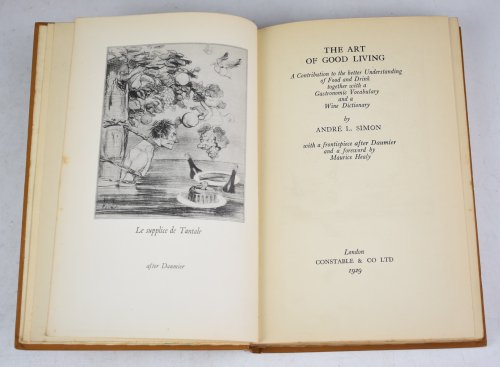 Le supplice de Tantale
after Daumier
THE ART
OF GOOD LIVING
A Contribution to the better Understanding
of Food and Drink
together with a
Gastronomic Vocabulary
and a
Wine Dictionary
by
ANDRÉ L. SIMON
with a frontispiece after Daumier
and a foreword by
Maurice Healy
London
CONSTABLE & CO LTD
1929